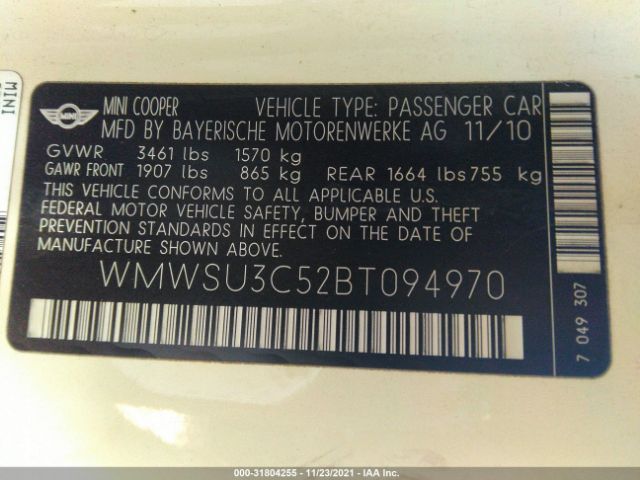 MINI COOPER VEHICLE TYPE: PASSENGER CAR
MINI
MFD BY BAYERISCHE MOTORENWERKE AG 11/10
GVWR 3461 lbs 1570 kg
GAWR FRONT 1907 lbs 865 kg REAR 1664 lbs 755 kg
THIS VEHICLE CONFORMS TO ALL APPLICABLE U.S.
FEDERAL MOTOR VEHICLE SAFETY, BUMPER AND THEFT
PREVENTION STANDARDS IN EFFECT ON THE DATE OF
MANUFACTURE SHOWN ABOVE.
WMWSU3C52BT094970
7 049 307
MINI
© - 31804255 - 11/23/2021 - IAA Inc.